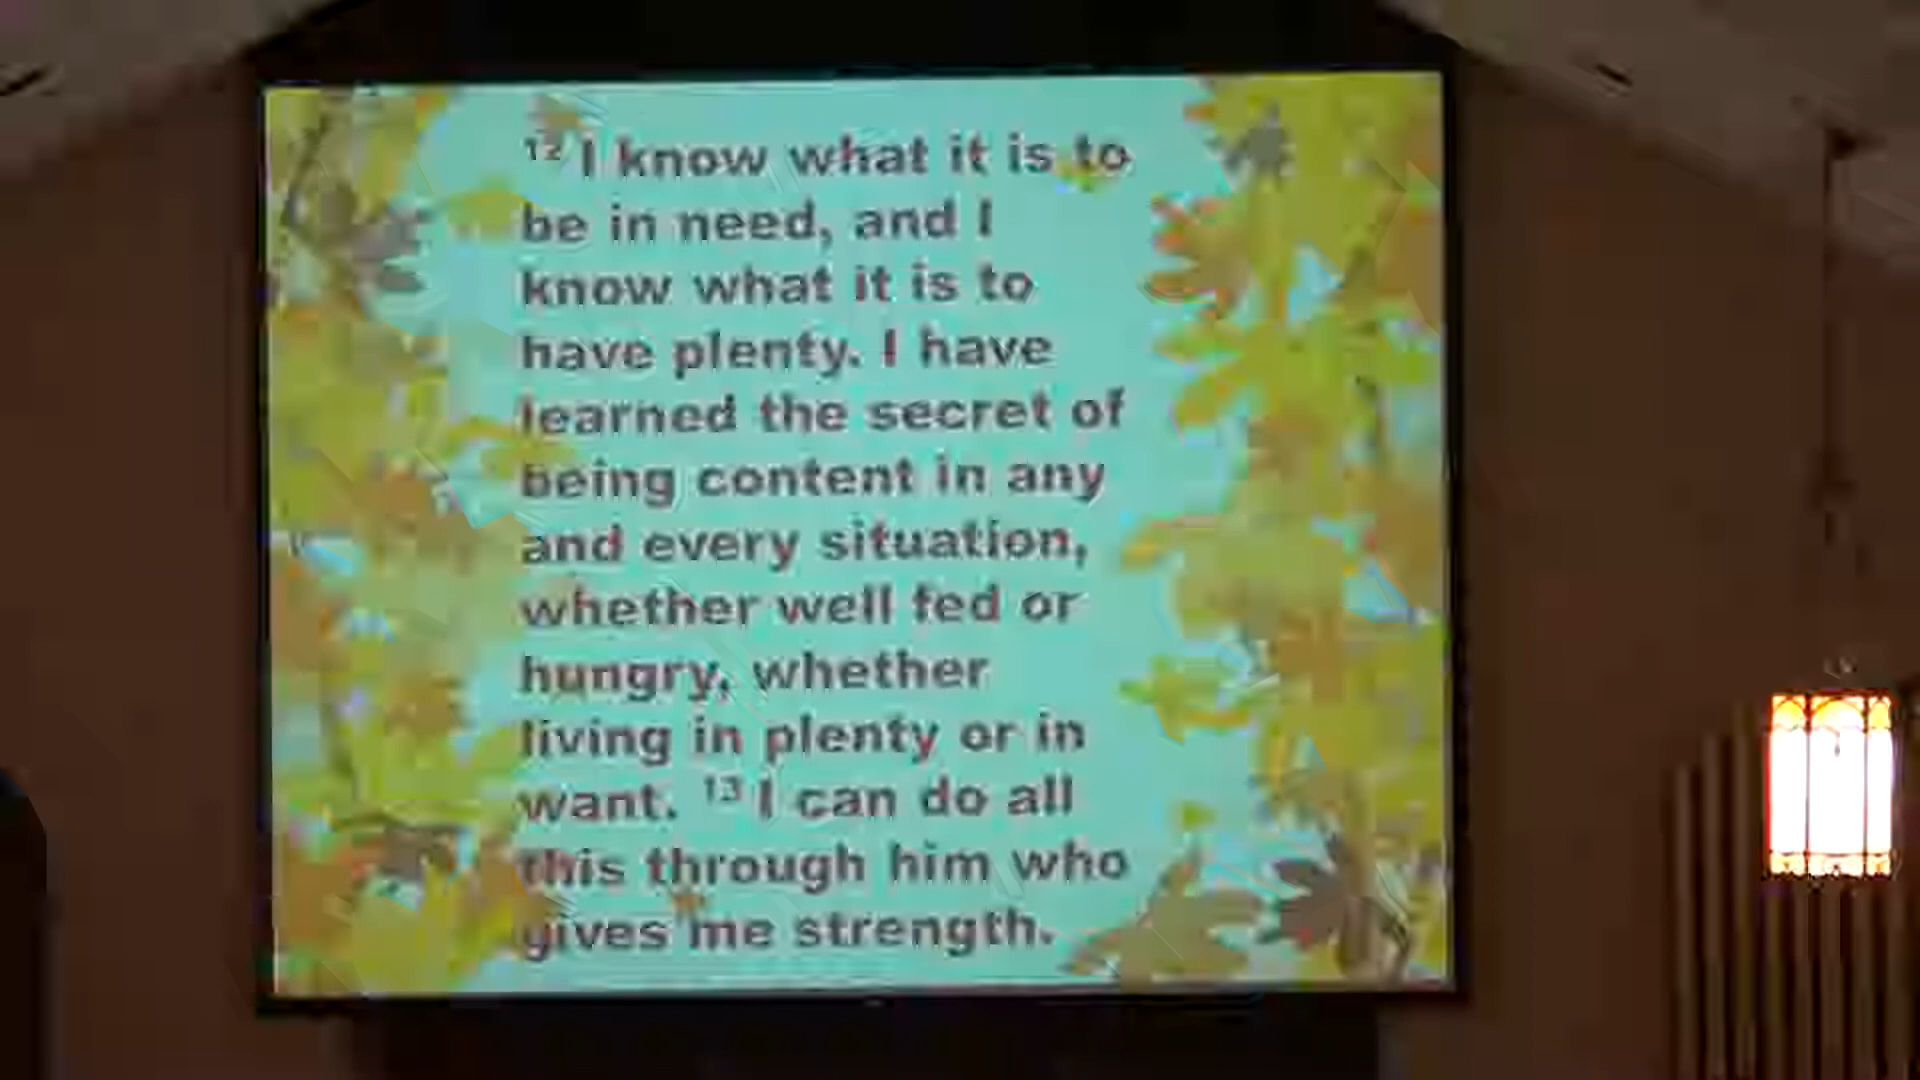 ¹² I know what it is to
be in need, and I
know what it is to
have plenty. I have
learned the secret of
being content in any
and every situation,
whether well fed or
hungry, whether
living in plenty or in
want. ¹³ I can do all
this through him who
gives me strength.